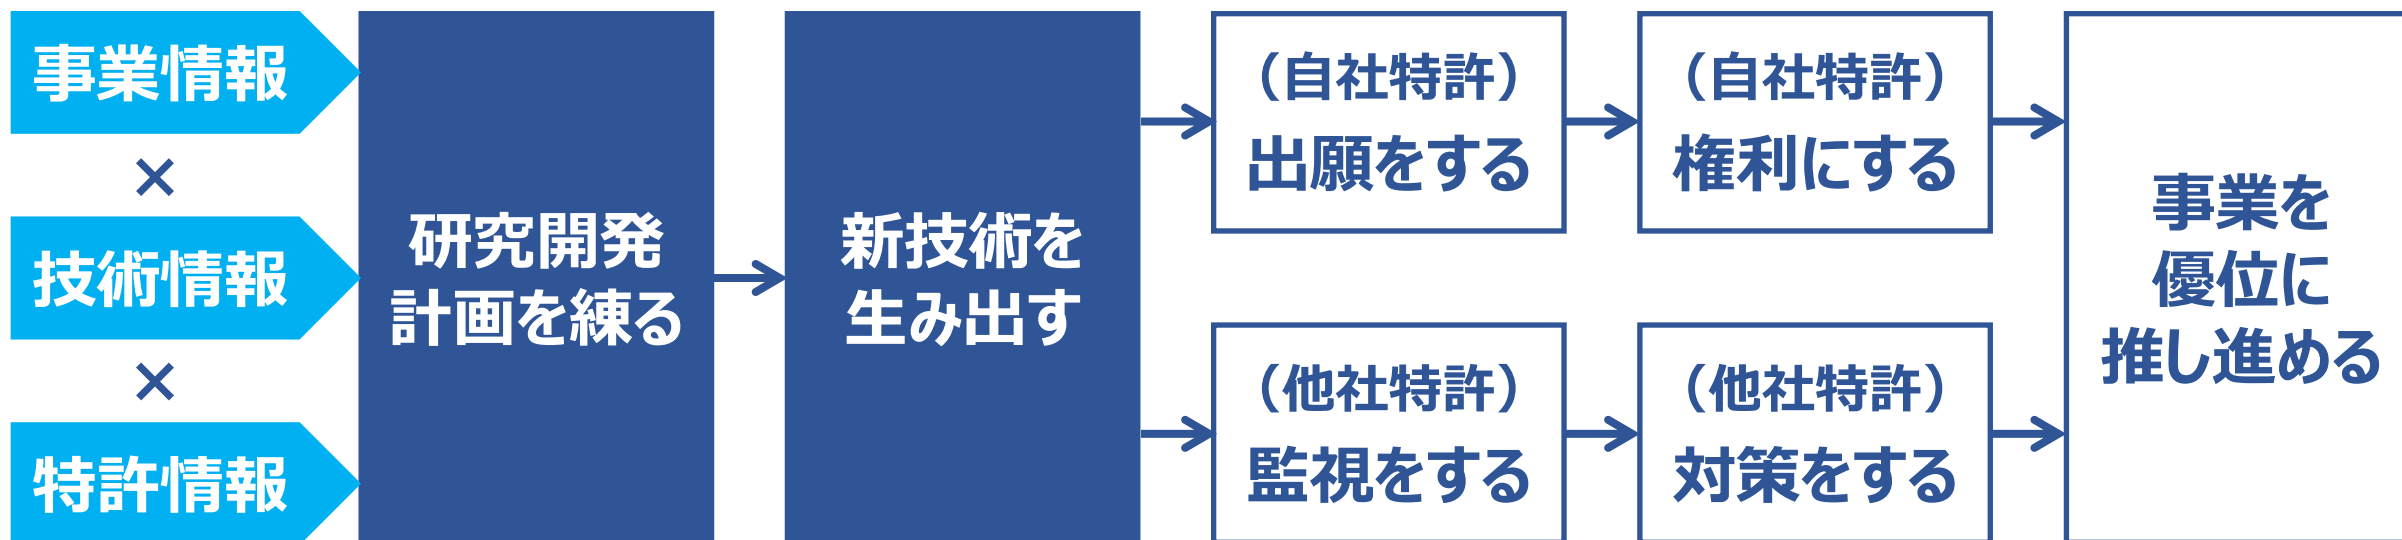 事業情報
×
技術情報
×
特許情報
研究開発
計画を練る
新技術を
生み出す
（自社特許）
出願をする
（自社特許）
権利にする
（他社特許）
監視をする
（他社特許）
対策をする
事業を
優位に
推し進める